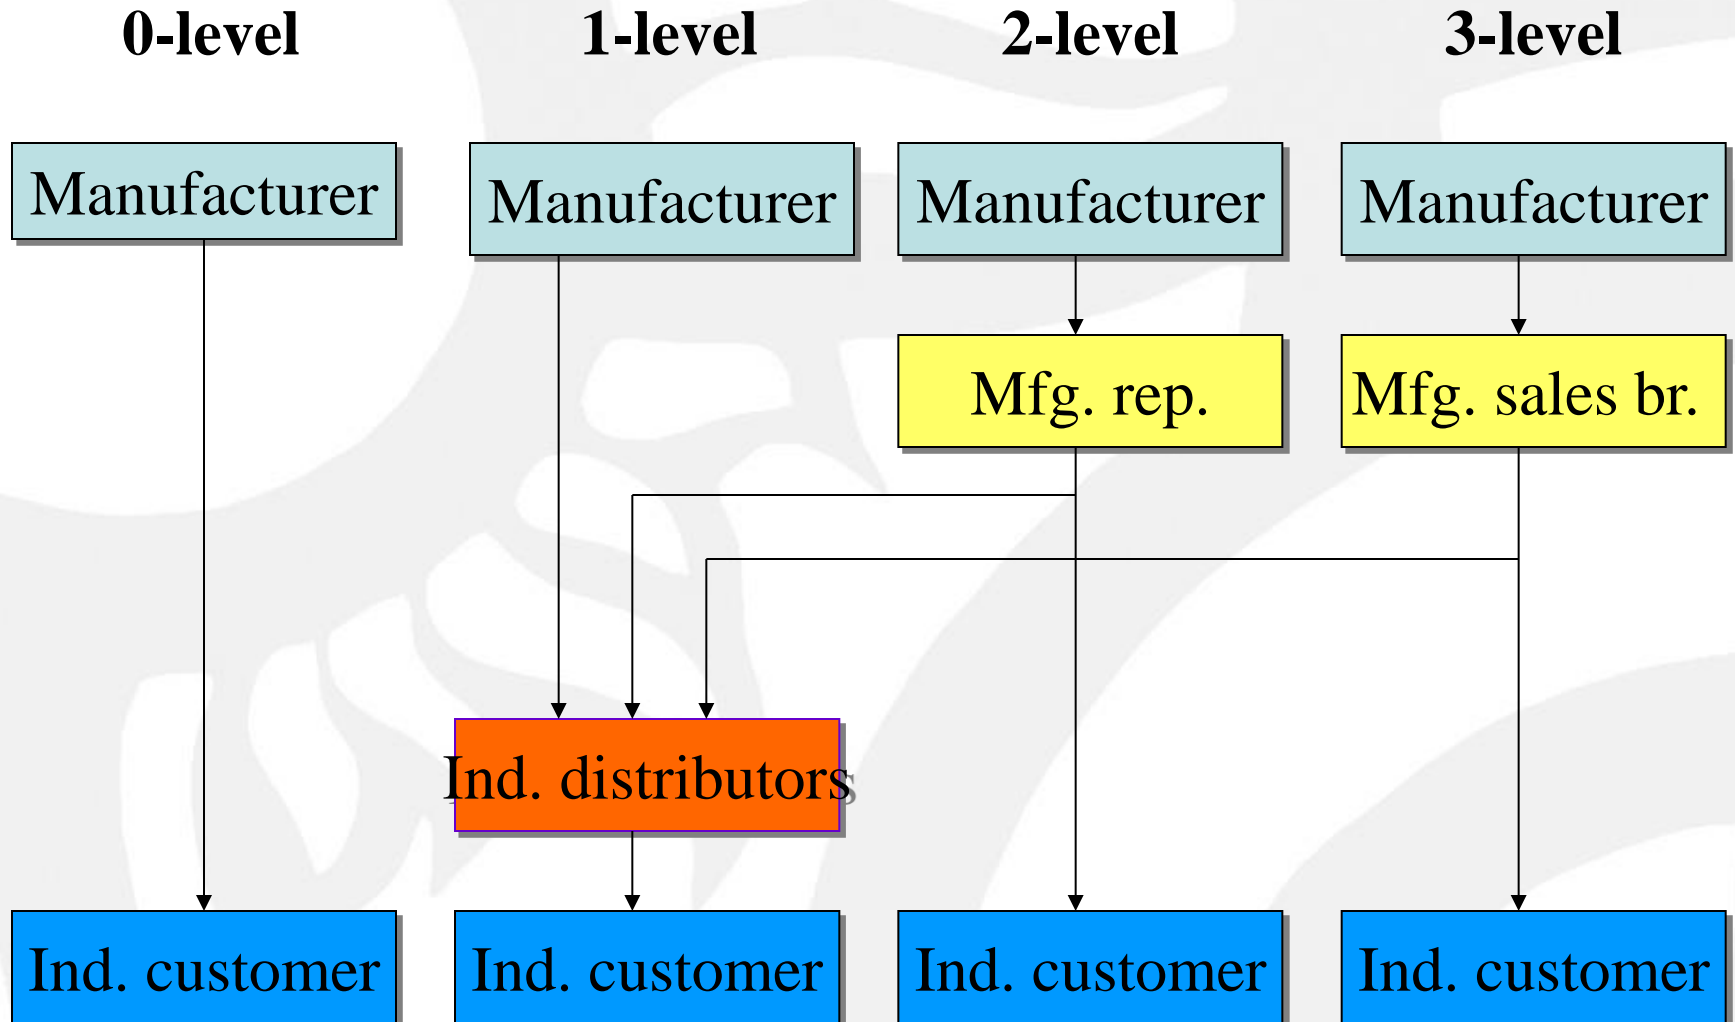 0-level
1-level
2-level
3-level
Manufacturer
Manufacturer
Manufacturer
Manufacturer
Mfg. rep.
Mfg. sales br.
Ind. distributors
Ind. customer
Ind. customer
Ind. customer
Ind. customer